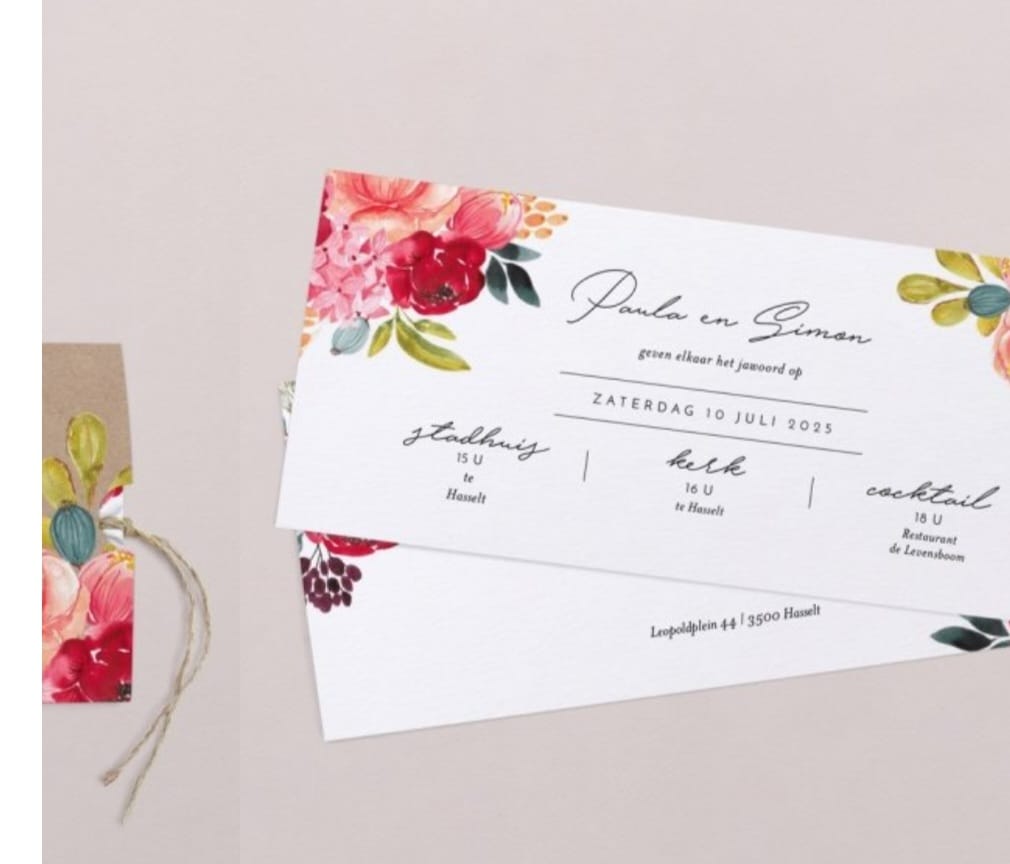 Paula en Simon
geven elkaar het jawoord op
ZATERDAG 10 JULI 2025
stadhuis
15 U
te
Hasselt
kerk
16 U
te Hasselt
cocktail
18 U
Restaurant
de Levensboom
Leopoldplein 44 | 3500 Hasselt